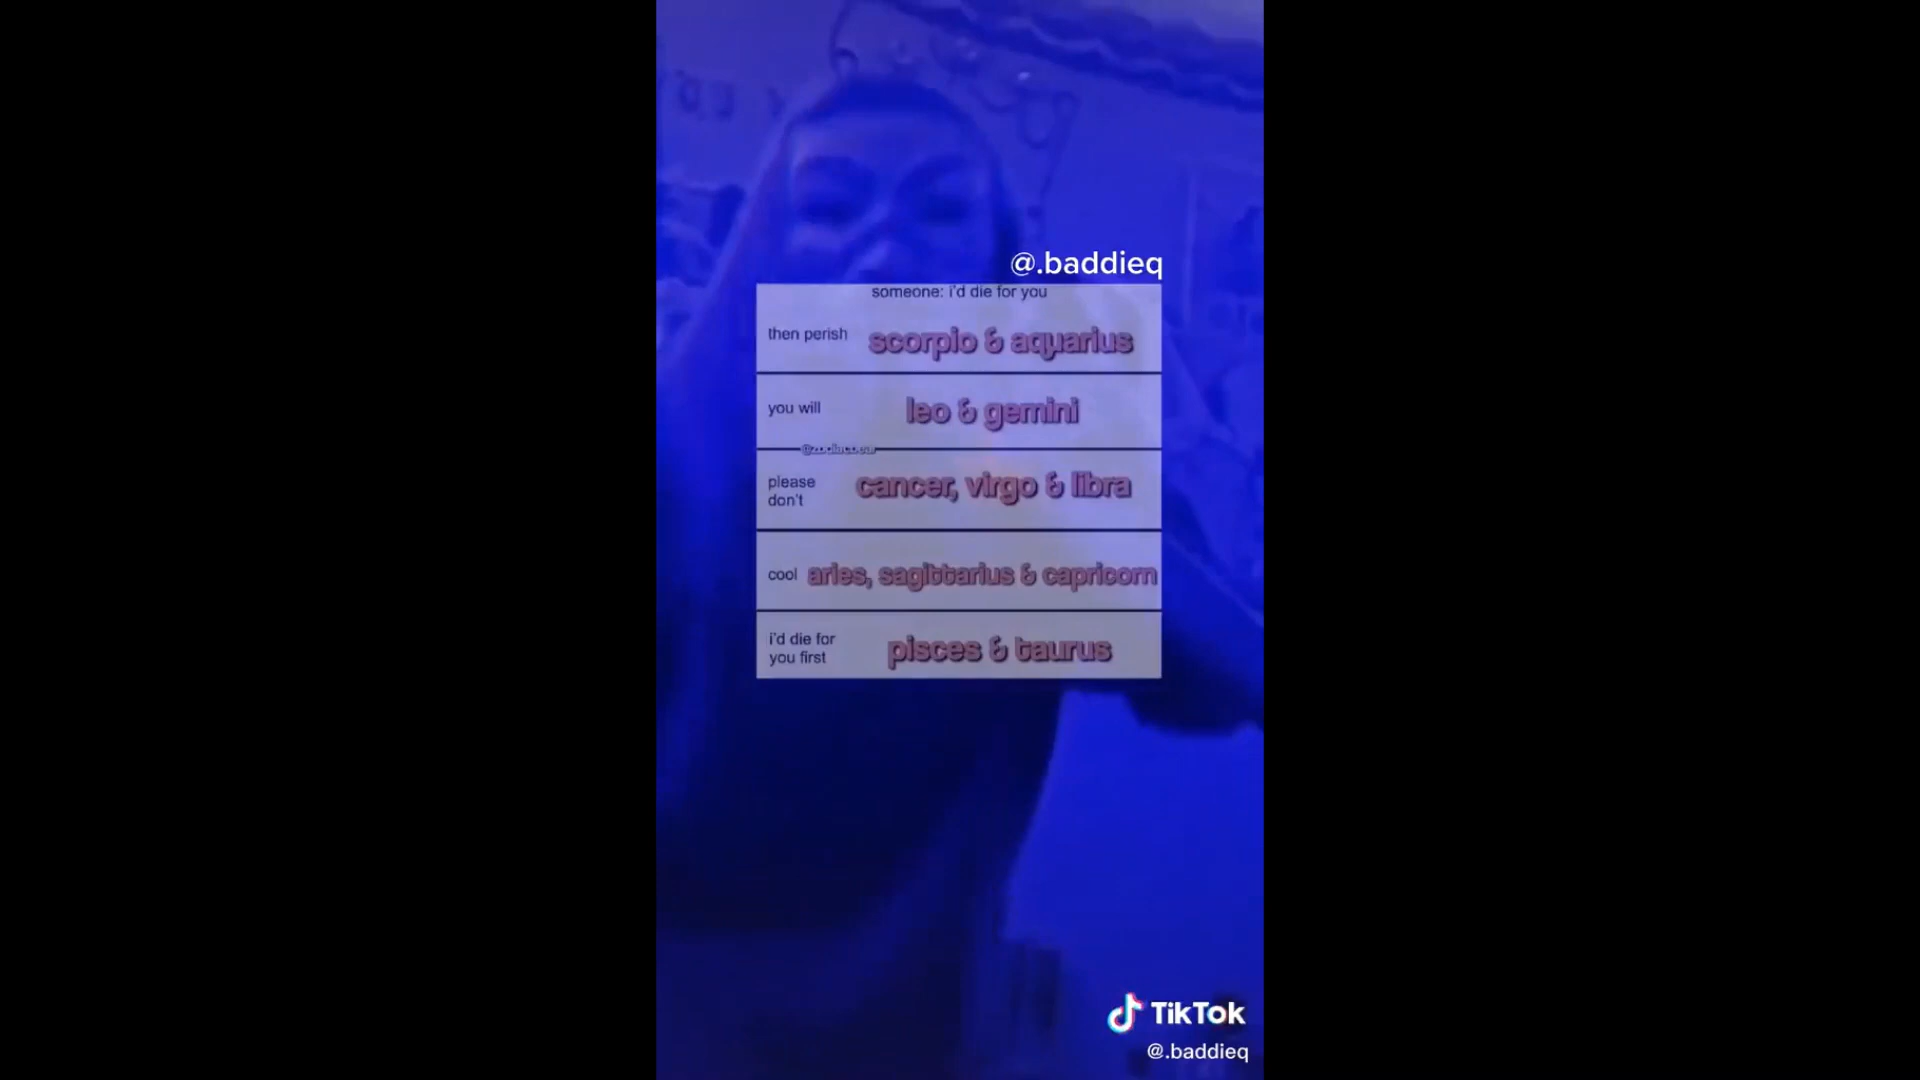 @.baddieq
someone: i'd die for you
then perish scorpio & aquarius
you will leo & gemini
please
don't
cancer, virgo & libra
cool aries, sagittarius & capricorn
i'd die for
you first
pisces & taurus
TikTok
@.baddieq